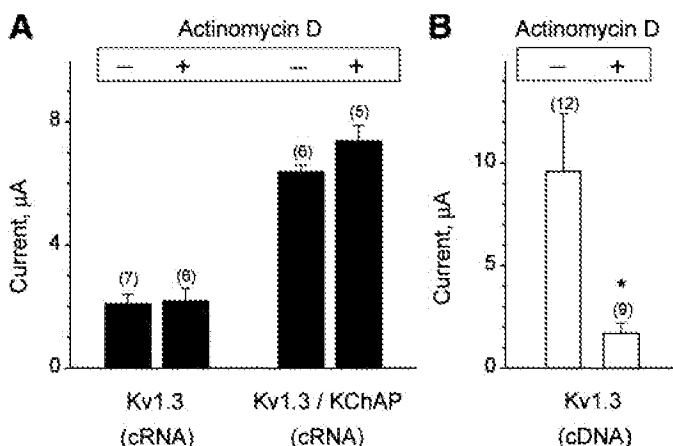 A
Actinomycin D
– + – +
Current, μA
8
4
0
(7)
(6)
(6)
(5)
Kv1.3
(cRNA)
Kv1.3 / KChAP
(cRNA)
B
Actinomycin D
– +
Current, μA
10
5
0
(12)
*
(9)
Kv1.3
(cDNA)